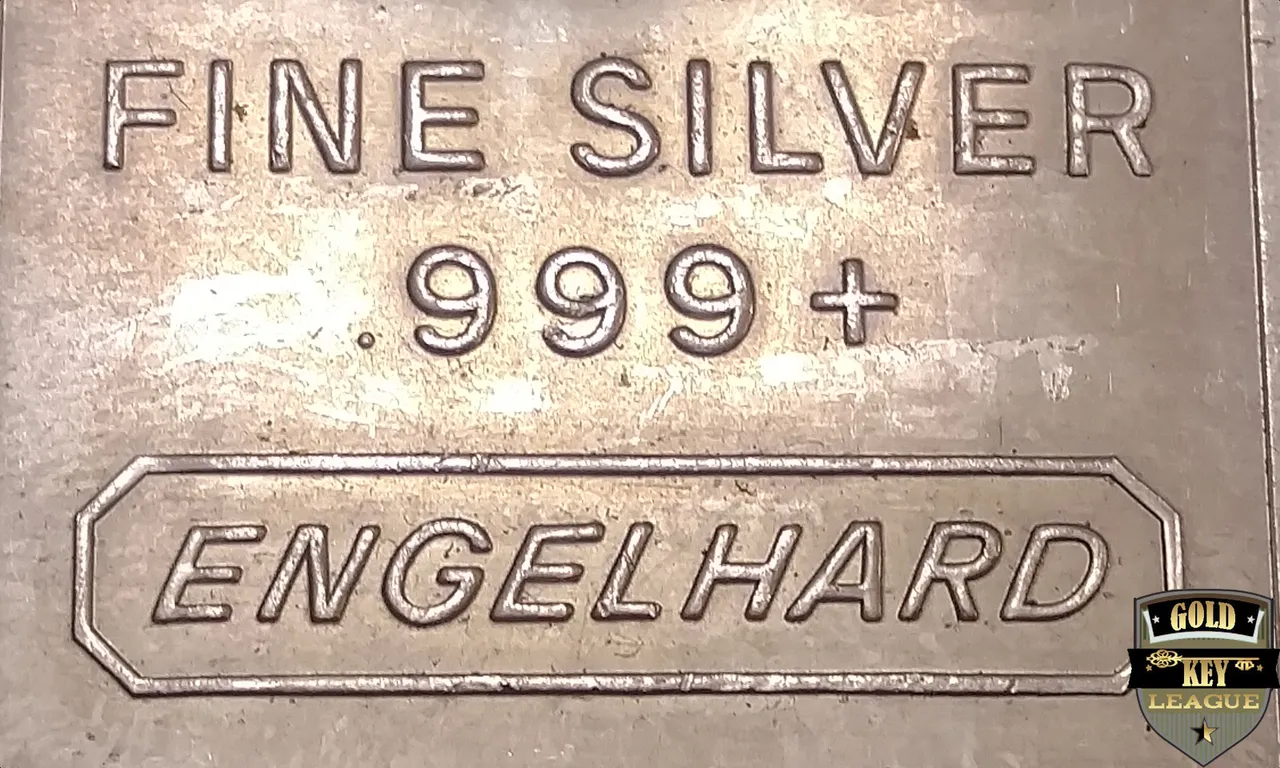 FINE SILVER
.999+
ENGELHARD
GOLD
KEY
LEAGUE